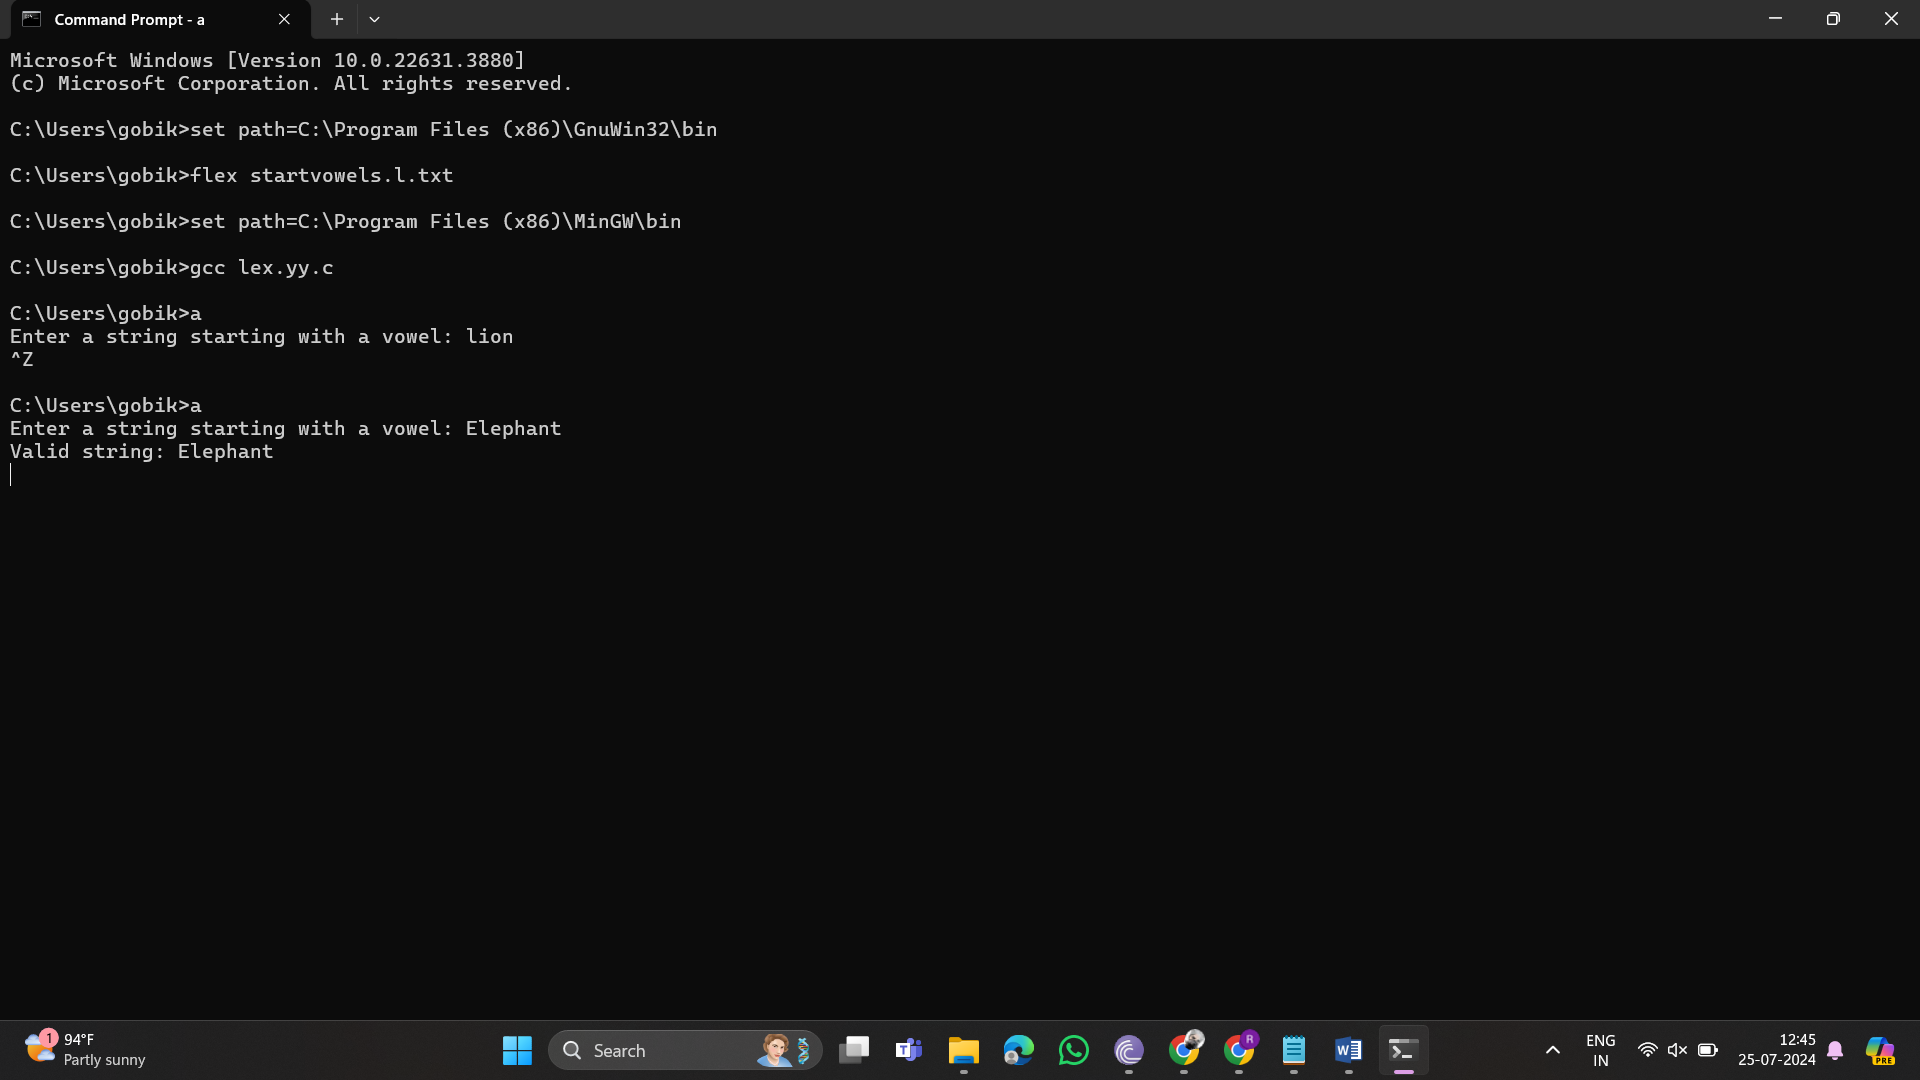 Command Prompt - a
Microsoft Windows [Version 10.0.22631.3880]
(c) Microsoft Corporation. All rights reserved.
C:\Users\gobik>set path=C:\Program Files (x86)\GnuWin32\bin
C:\Users\gobik>flex startvowels.l.txt
C:\Users\gobik>set path=C:\Program Files (x86)\MinGW\bin
C:\Users\gobik>gcc lex.yy.c
C:\Users\gobik>a
Enter a string starting with a vowel: lion
^Z
C:\Users\gobik>a
Enter a string starting with a vowel: Elephant
Valid string: Elephant
1
94°F
Partly sunny
Search
T
R
W
ENG
IN
12:45
25-07-2024
PRE